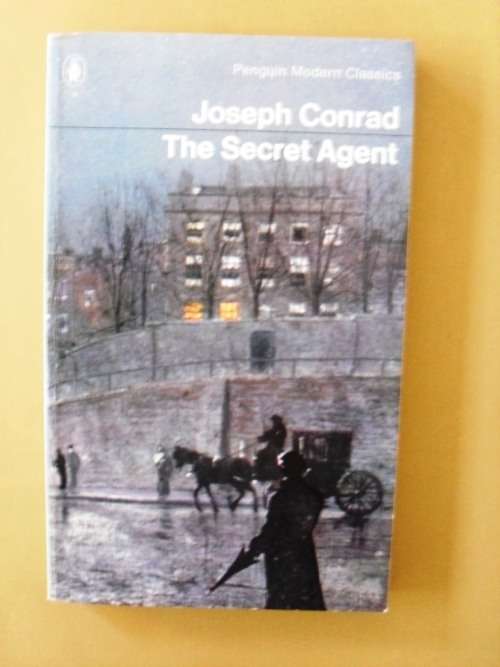 Penguin Modern Classics
Joseph Conrad
The Secret Agent